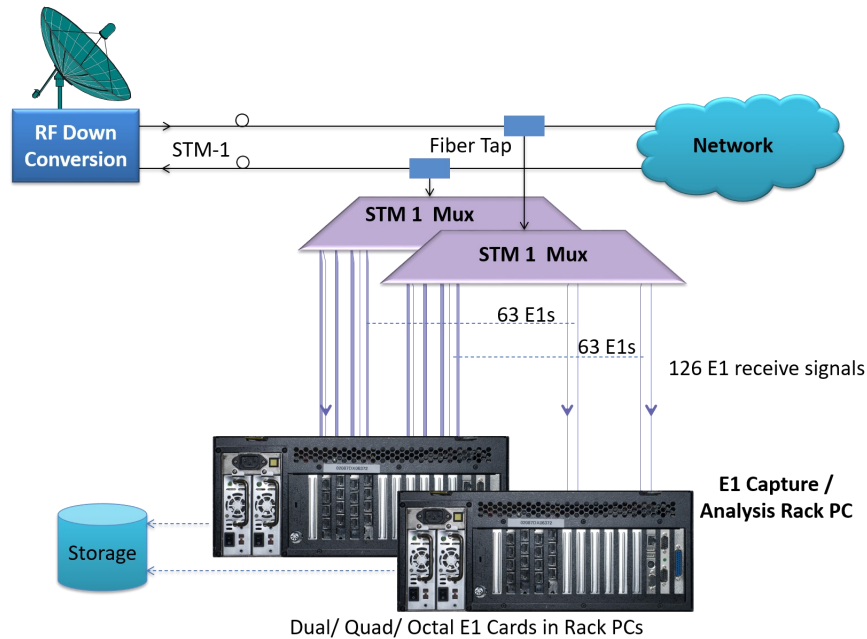 RF Down
Conversion
STM-1
Fiber Tap
Network
STM 1 Mux
STM 1 Mux
63 E1s
63 E1s
126 E1 receive signals
E1 Capture /
Analysis Rack PC
Storage
Dual/ Quad/ Octal E1 Cards in Rack PCs